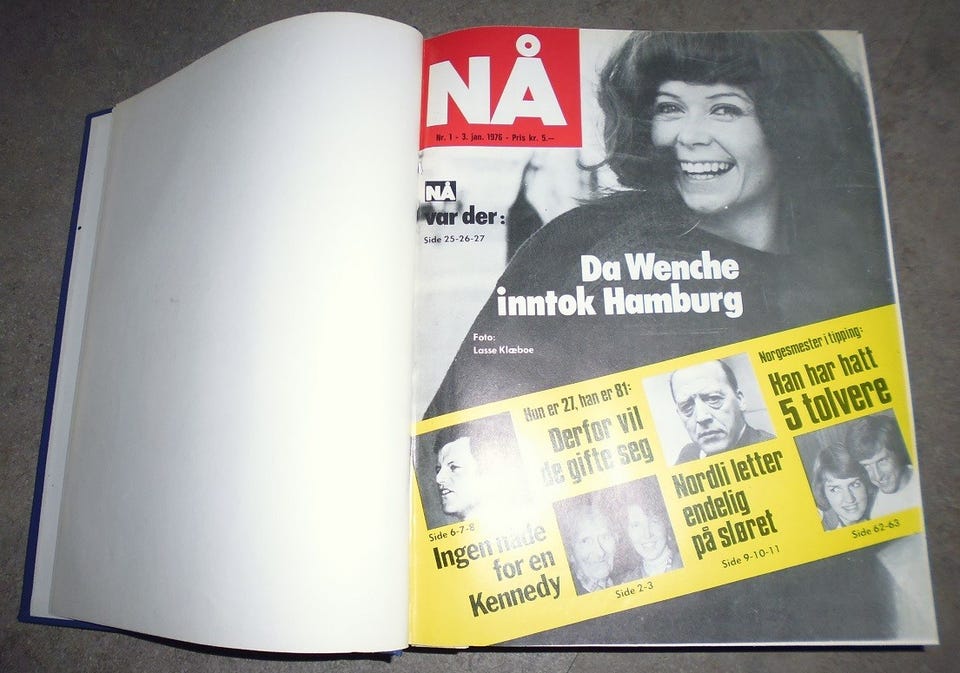 NÅ
Nr. 1 - 3. jan. 1976 - Pris kr. 5.—
NÅ
var der:
Side 25-26-27
Da Wenche
inntok Hamburg
Foto:
Lasse Klæboe
Side 6-7-8
Ingen nåde
for en
Kennedy
Hun er 27, han er 81:
Derfor vil
de gifte seg
Side 2-3
Nordli letter
endelig
på sløret
Side 9-10-11
Norgesmester i tipping:
Han har hatt
5 tolvere
Side 62-63